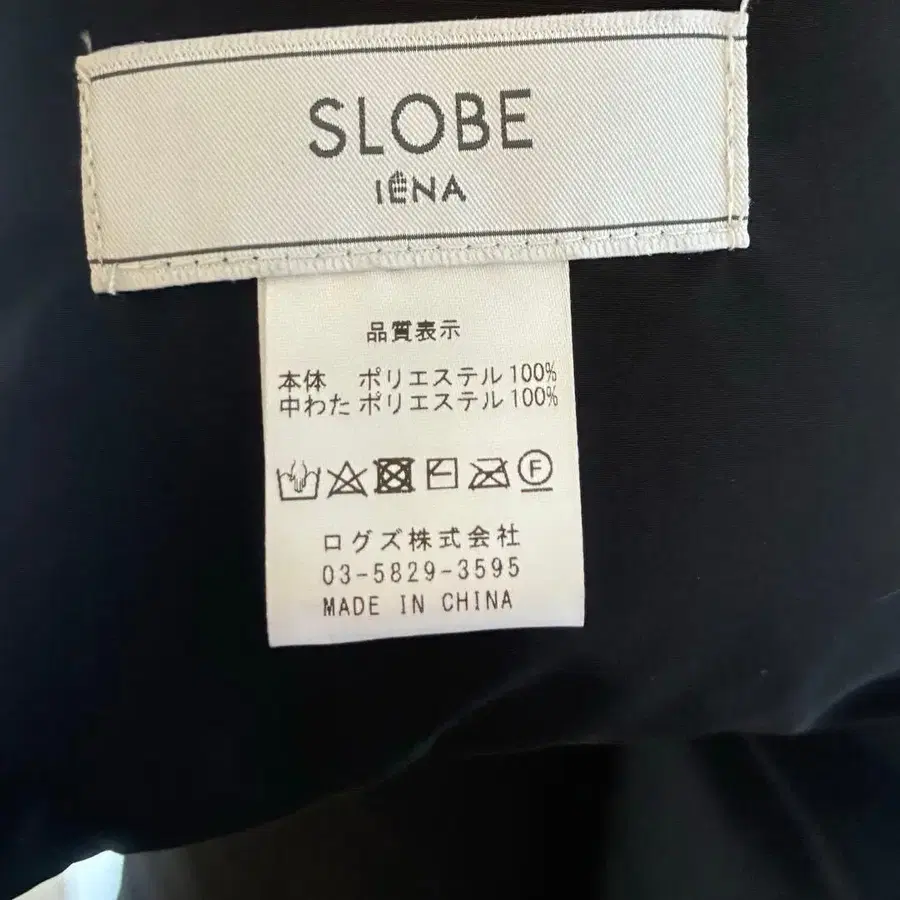 SLOBE
IÉNA
品質表示
本体 ポリエステル100%
中わた ポリエステル100%
F
ログズ株式会社
03-5829-3595
MADE IN CHINA